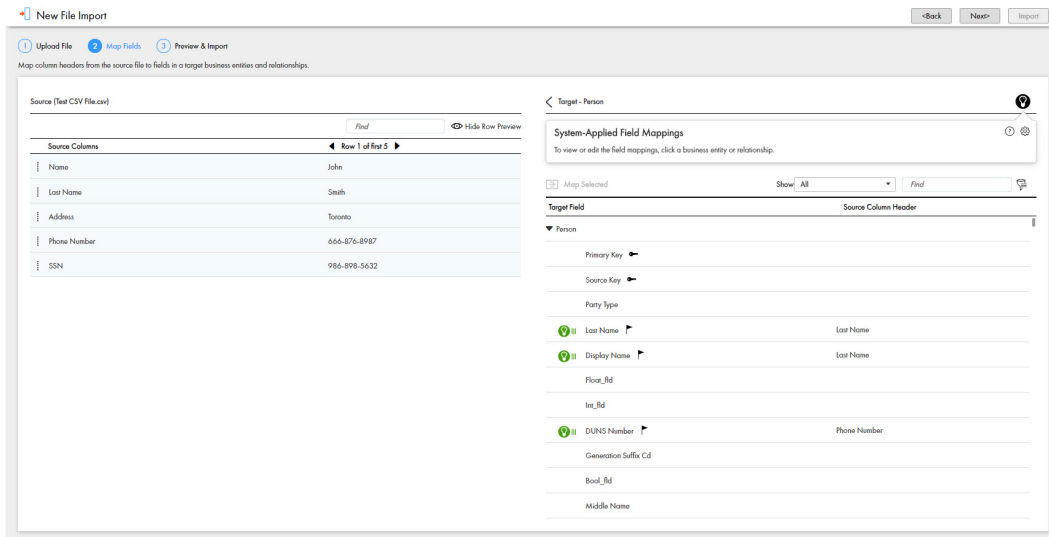 New File Import
<Back Next> Import
1 Upload File 2 Map Fields 3 Preview & Import
Map column headers from the source file to fields in a target business entities and relationships.
Source (Test CSV File.csv)
Find Hide Row Preview
Source Columns Row 1 of first 5
Name John
Last Name Smith
Address Toronto
Phone Number 666-876-8987
SSN 986-898-5632
Target - Person
System-Applied Field Mappings
To view or edit the field mappings, click a business entity or relationship.
Map Selected Show All Find
Target Field Source Column Header
Person
Primary Key
Source Key
Party Type
Last Name Last Name
Display Name Last Name
Float_fld
Int_fld
DUNS Number Phone Number
Generation Suffix Cd
Bool_fld
Middle Name